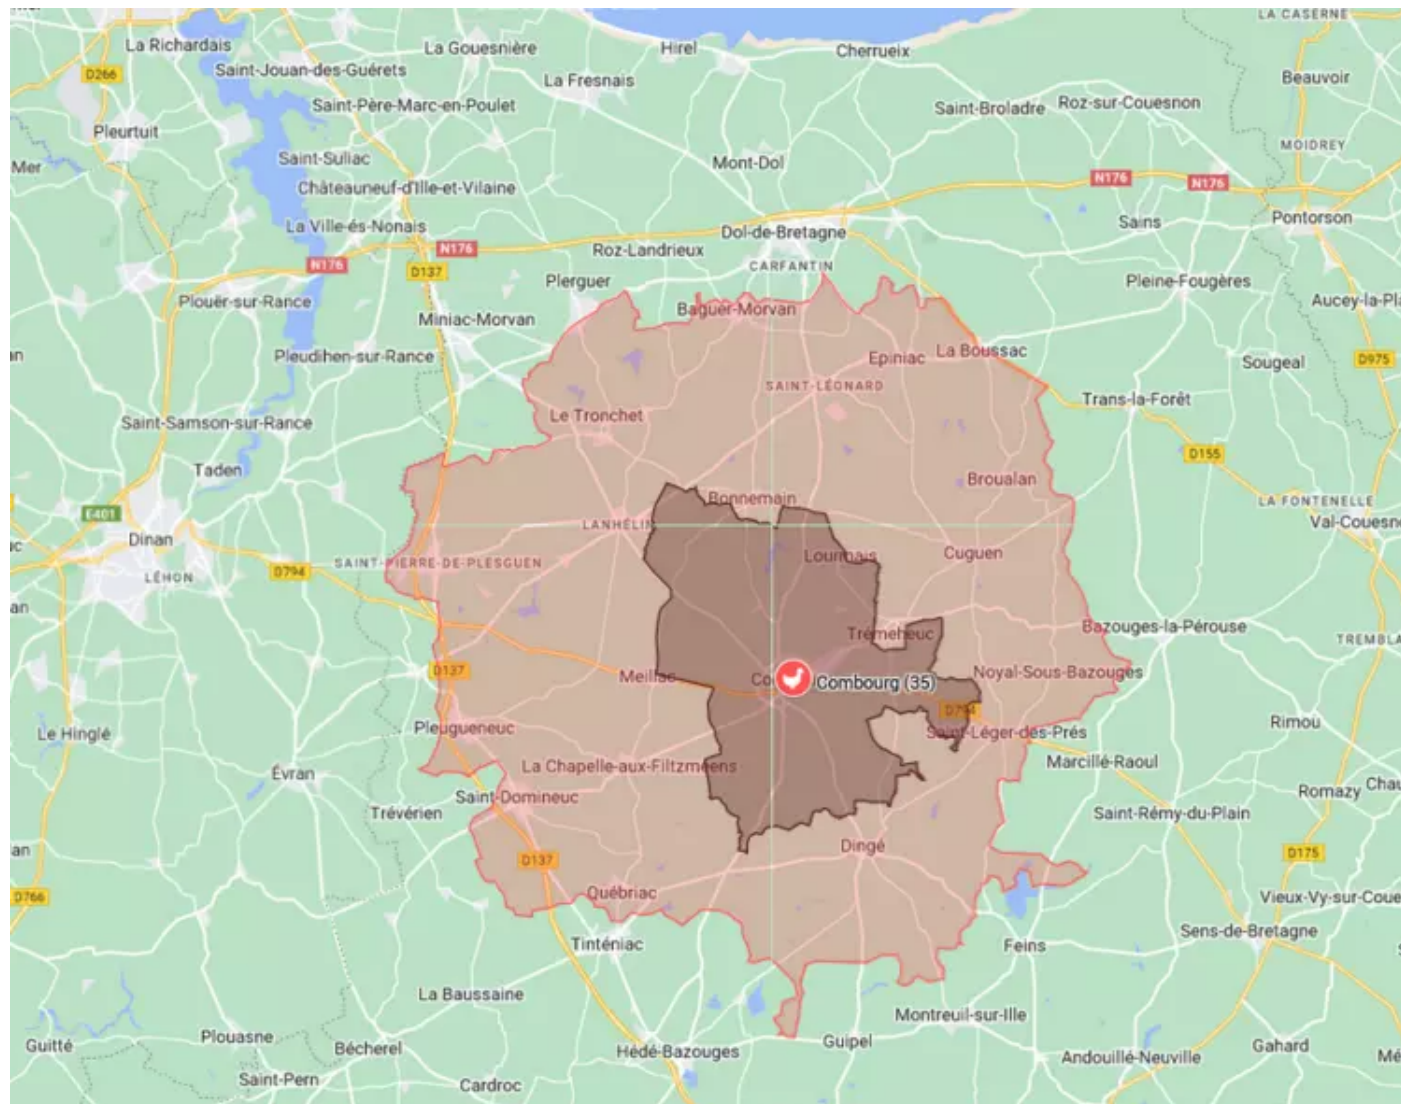 LA CASERNE
La Richardais
La Gouesnière
Hirel
Cherrueix
D266
Saint-Jouan-des-Guérets
La Fresnais
Beauvoir
Saint-Père-Marc-en-Poulet
Saint-Broladre
Roz-sur-Couesnon
Pleurtuit
MOIDREY
Mer
Saint-Suliac
Mont-Dol
Châteauneuf-d'Ille-et-Vilaine
N176
N176
La Ville-és-Nonais
Dol-de-Bretagne
Sains
Pontorson
N176
Roz-Landrieux
N176
D137
CARFANTIN
Plerguer
Pleine-Fougères
Plouër-sur-Rance
Baguer-Morvan
Aucey-la-Pla
Miniac-Morvan
Pleudihen-sur-Rance
Epiniac
La Boussac
Sougeal
D975
SAINT-LÉONARD
Trans-la-Forêt
Le Tronchet
Saint-Samson-sur-Rance
D155
Taden
Broualan
Bonnemain
LA FONTENELLE
E401
LANHÉLIN
Val-Couesn
Dinan
Lourmais
Cuguen
SAINT-PIERRE-DE-PLESGUEN
D794
LÉHON
an
Trémeheuc
Bazouges-la-Pérouse
TREMBLA
D137
Meillac
Co
Combourg (35)
Noyal-Sous-Bazouges
D794
Pleugueneuc
Saint-Léger-des-Prés
Rimou
Le Hinglé
La Chapelle-aux-Filtzméens
Marcillé-Raoul
Évran
Saint-Domineuc
Romazy
Chau
Trévérien
Saint-Rémy-du-Plain
Dingé
D137
D175
D766
Québriac
Vieux-Vy-sur-Coue
Tinténiac
Feins
Sens-de-Bretagne
La Baussaine
Montreuil-sur-Ille
Plouasne
Guitté
Bécherel
Hédé-Bazouges
Guipel
Andouillé-Neuville
Gahard
Mé
Saint-Pern
Cardroc